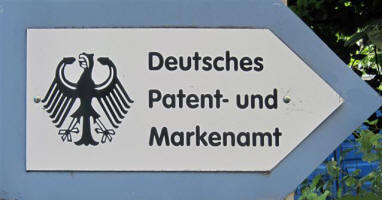 Deutsches
Patent- und
Markenamt